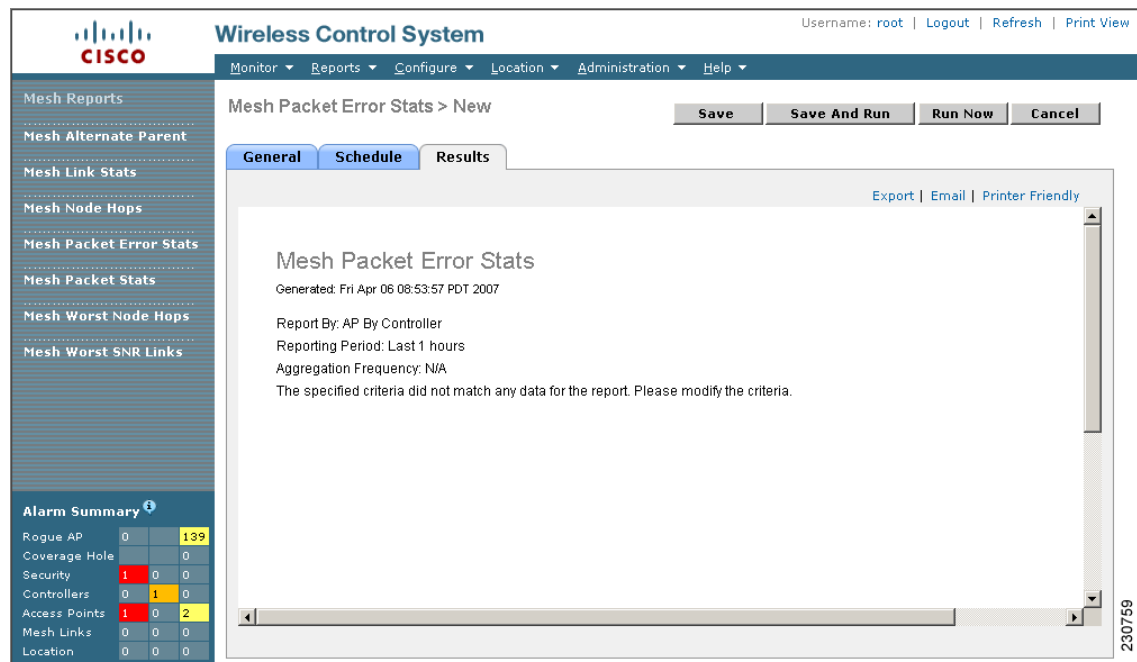 CISCO
Wireless Control System
Username: root | Logout | Refresh | Print View
Monitor Reports Configure Location Administration Help
Mesh Reports
Mesh Alternate Parent
Mesh Link Stats
Mesh Node Hops
Mesh Packet Error Stats
Mesh Packet Stats
Mesh Worst Node Hops
Mesh Worst SNR Links
Mesh Packet Error Stats > New
Save Save And Run Run Now Cancel
General Schedule Results
Export | Email | Printer Friendly
Mesh Packet Error Stats
Generated: Fri Apr 06 08:53:57 PDT 2007
Report By: AP By Controller
Reporting Period: Last 1 hours
Aggregation Frequency: N/A
The specified criteria did not match any data for the report. Please modify the criteria.
Alarm Summary
Rogue AP 0 139
Coverage Hole 0
Security 1 0 0
Controllers 0 1 0
Access Points 1 0 2
Mesh Links 0 0 0
Location 0 0 0
230759